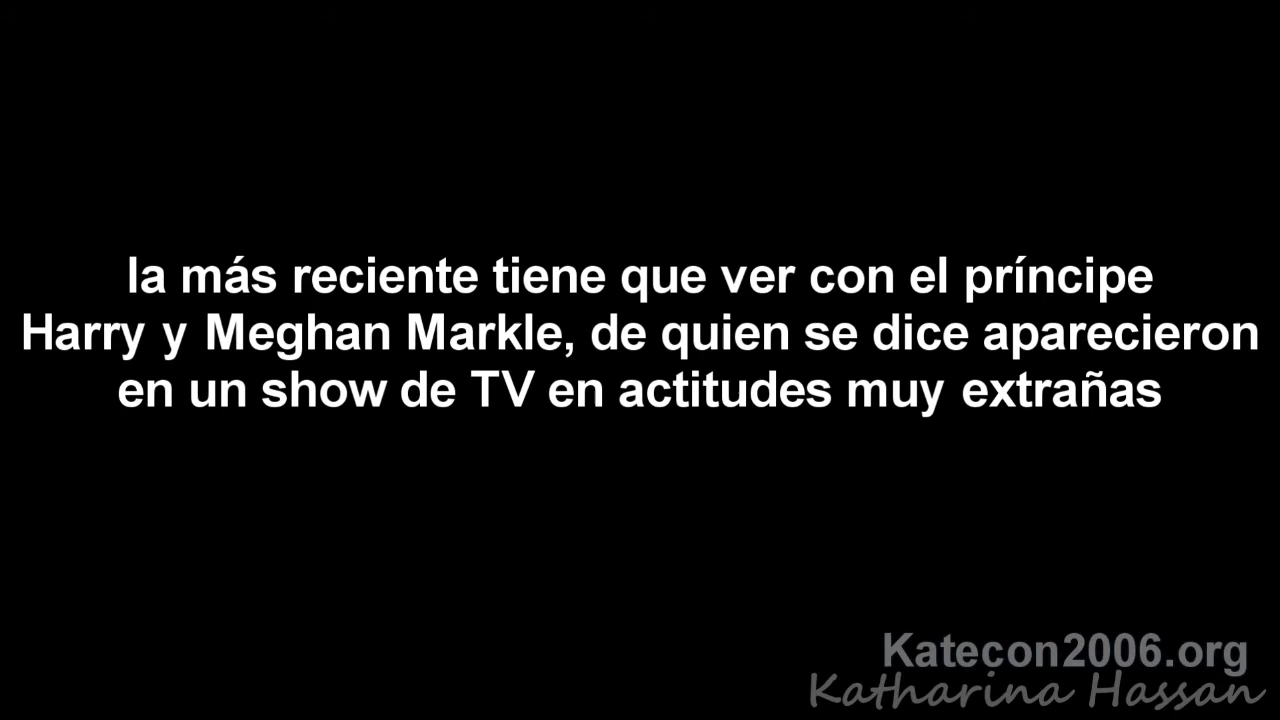 la más reciente tiene que ver con el príncipe
Harry y Meghan Markle, de quien se dice aparecieron
en un show de TV en actitudes muy extrañas
Katecon2006.org
Katharina Hassan